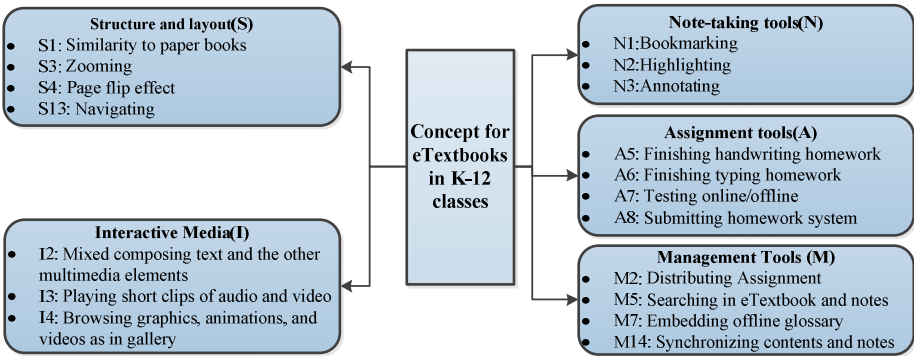 Structure and layout(S)
• S1: Similarity to paper books
• S3: Zooming
• S4: Page flip effect
• S13: Navigating
Interactive Media(I)
• I2: Mixed composing text and the other
multimedia elements
• I3: Playing short clips of audio and video
• I4: Browsing graphics, animations, and
videos as in gallery
Concept for
eTextbooks
in K-12
classes
Note-taking tools(N)
• N1:Bookmarking
• N2:Highlighting
• N3:Annotating
Assignment tools(A)
• A5: Finishing handwriting homework
• A6: Finishing typing homework
• A7: Testing online/offline
• A8: Submitting homework system
Management Tools (M)
• M2: Distributing Assignment
• M5: Searching in eTextbook and notes
• M7: Embedding offline glossary
• M14: Synchronizing contents and notes